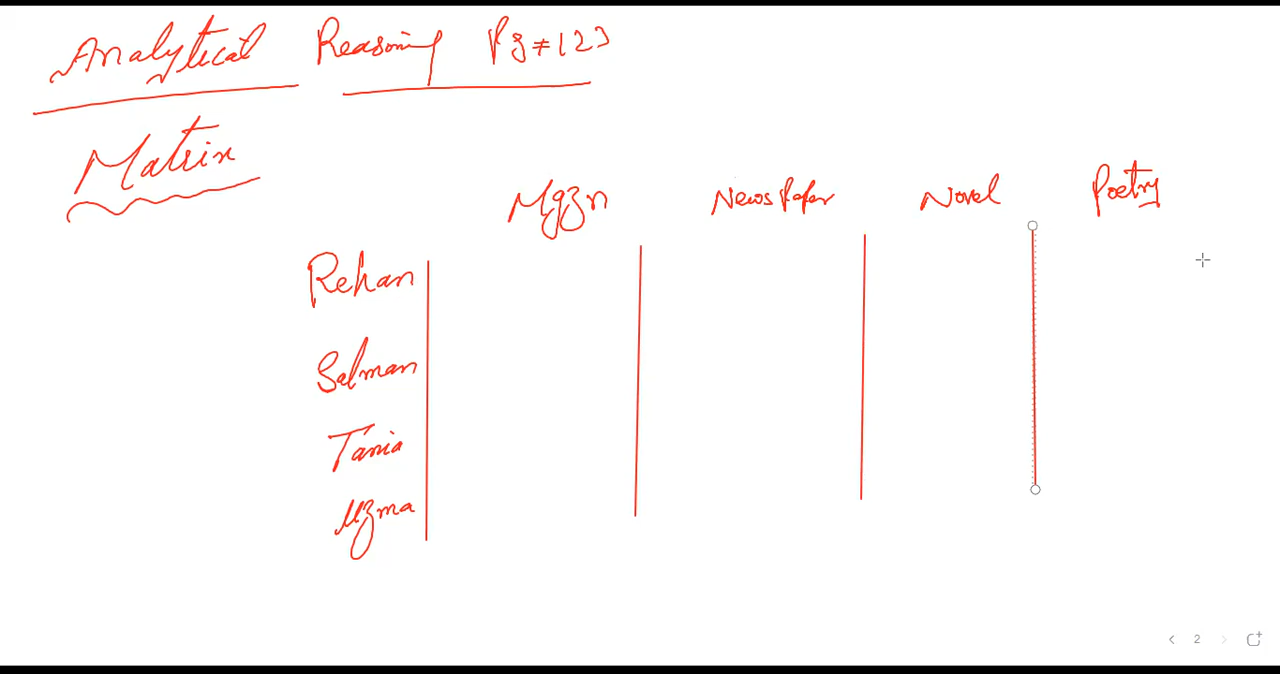 Analytical Reasoning Pg # 123
Matrix
Mgzn Newspaper Novel Poetry
Rehan
Salman
Tania
Uzma
2